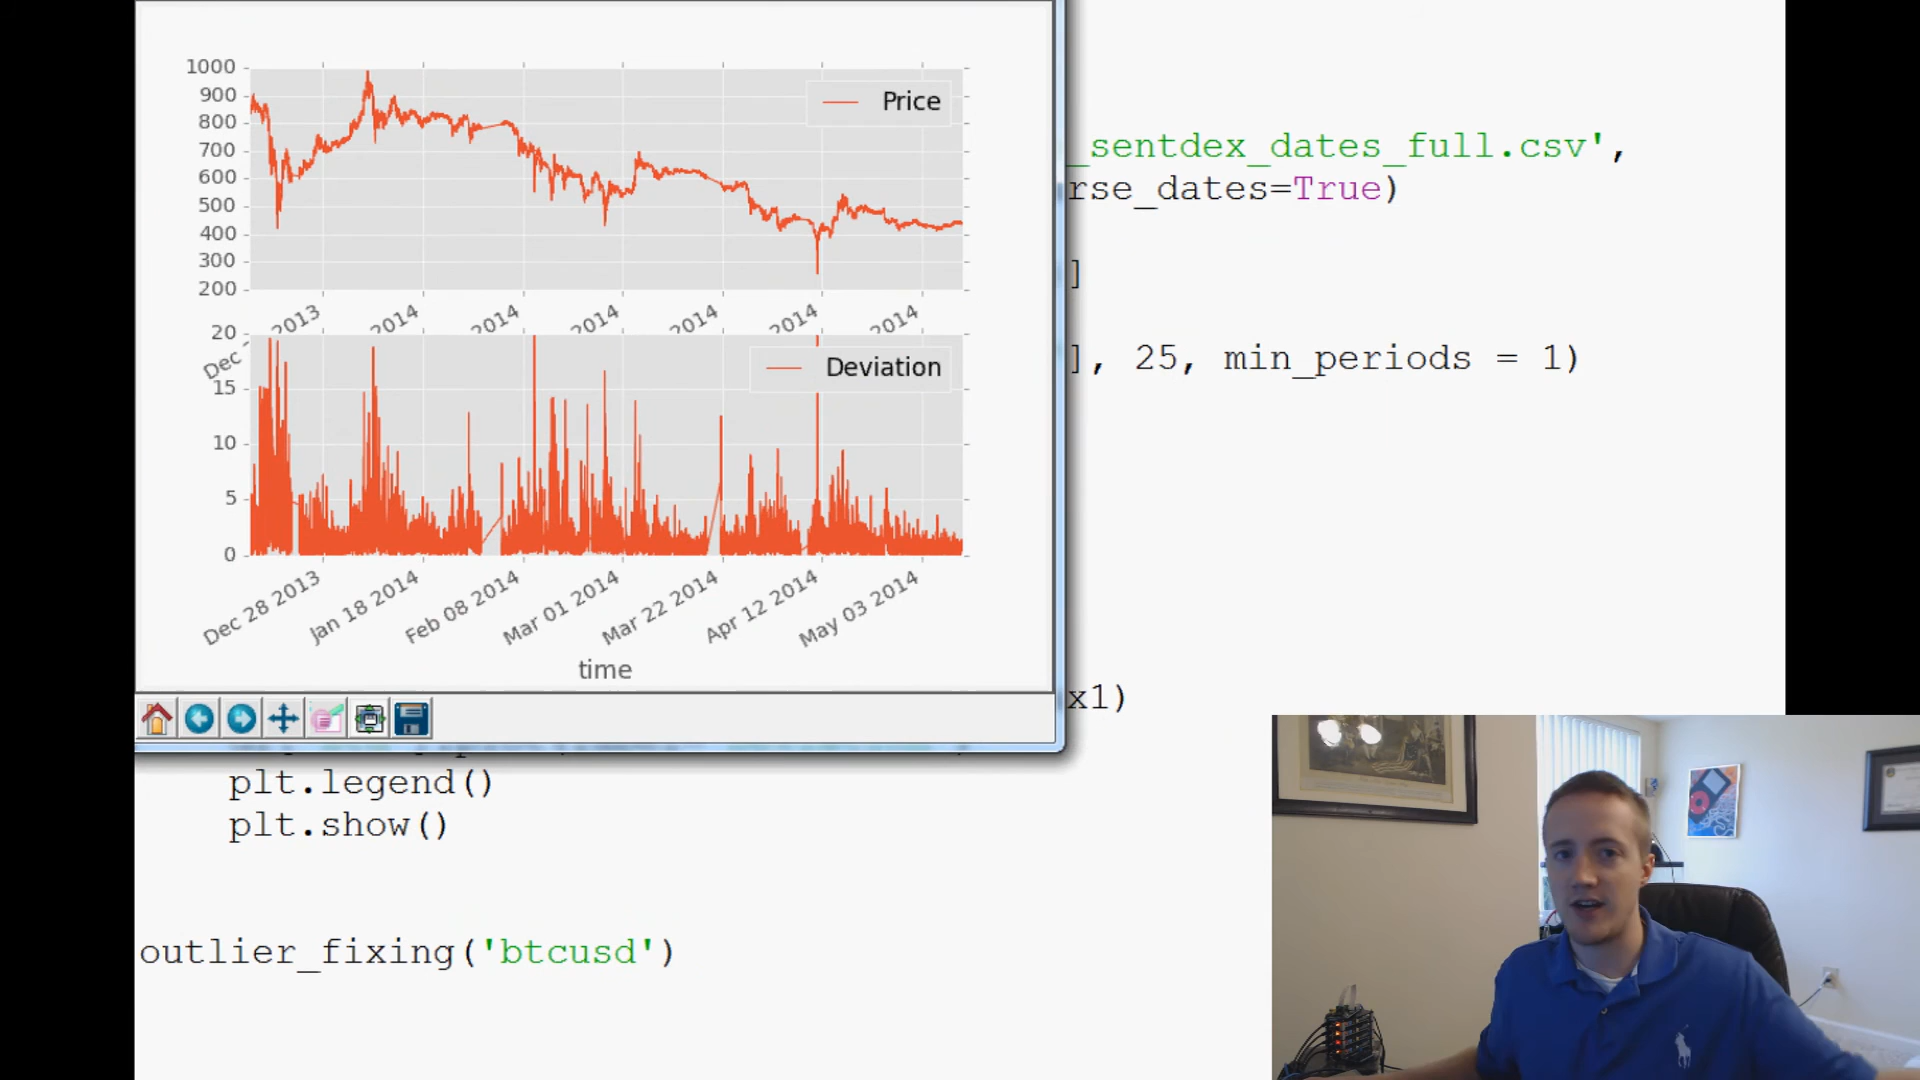 1000
900
800
700
600
500
400
300
200
Price
2013
2014
2014
2014
2014
2014
2014
Dec
20
15
10
5
0
Deviation
Dec 28 2013
Jan 18 2014
Feb 08 2014
Mar 01 2014
Mar 22 2014
Apr 12 2014
May 03 2014
time
_sentdex_dates_full.csv',
rse_dates=True)
]
], 25, min_periods = 1)
x1)
plt.legend()
plt.show()
outlier_fixing('btcusd')